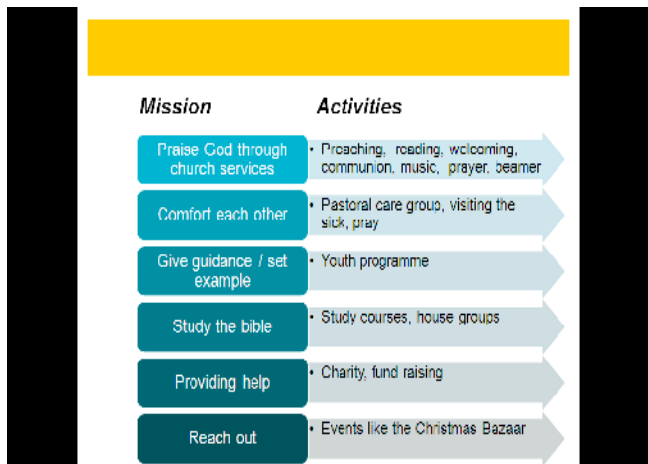 Mission Activities
Praise God through
church services
• Preaching, reading, welcoming,
communion, music, prayer, beamer
Comfort each other
• Pastoral care group, visiting the
sick, pray
Give guidance / set
example
• Youth programme
Study the bible
• Study courses, house groups
Providing help
• Charity, fund raising
Reach out
• Events like the Christmas Bazaar